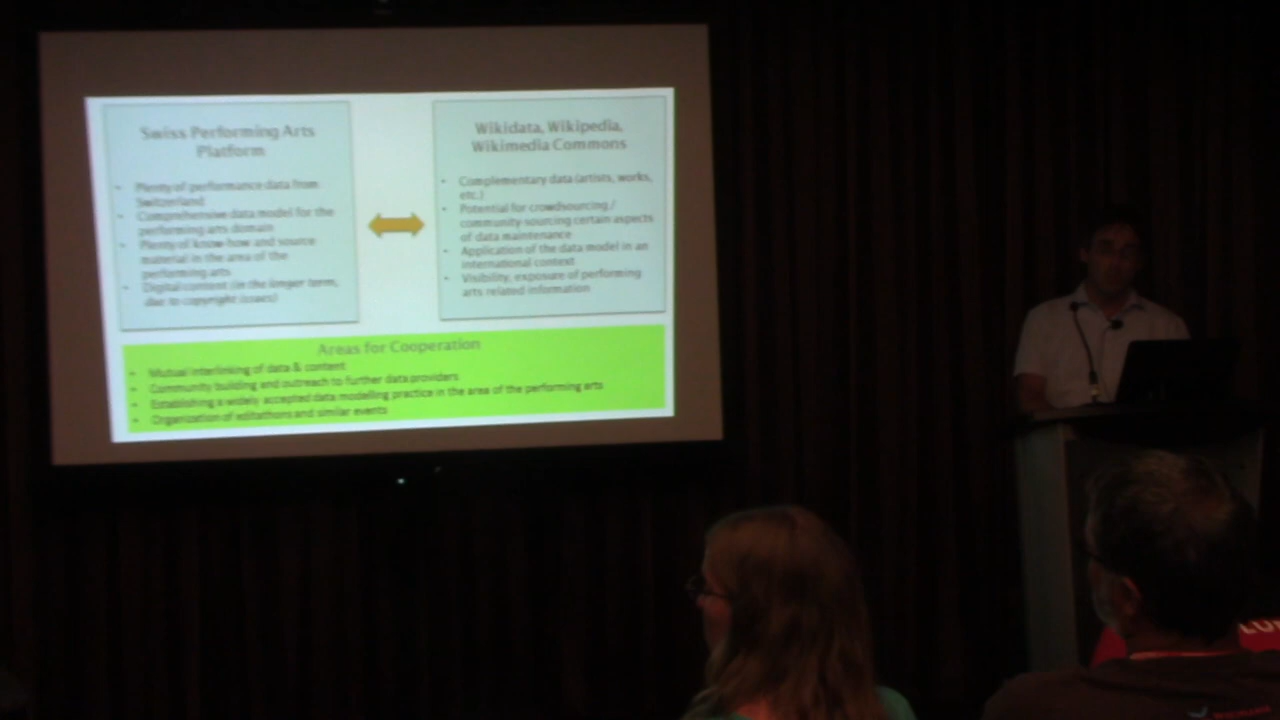 Swiss Performing Arts
Platform
• Plenty of performance data from
Switzerland
• Comprehensive data model for the
performing arts domain
• Plenty of know-how and source
material in the area of the
performing arts
• Digital content (in the longer term,
due to copyright issues)
Wikidata, Wikipedia,
Wikimedia Commons
• Complementary data (artists, works,
etc.)
• Potential for crowdsourcing /
community-sourcing certain aspects
of data maintenance
• Application of the data model in an
international context
• Visibility, exposure of performing
arts related information
Areas for Cooperation
• Mutual interlinking of data & content
• Community building and outreach to further data providers
• Establishing a widely accepted data modelling practice in the area of the performing arts
• Organization of editathons and similar events